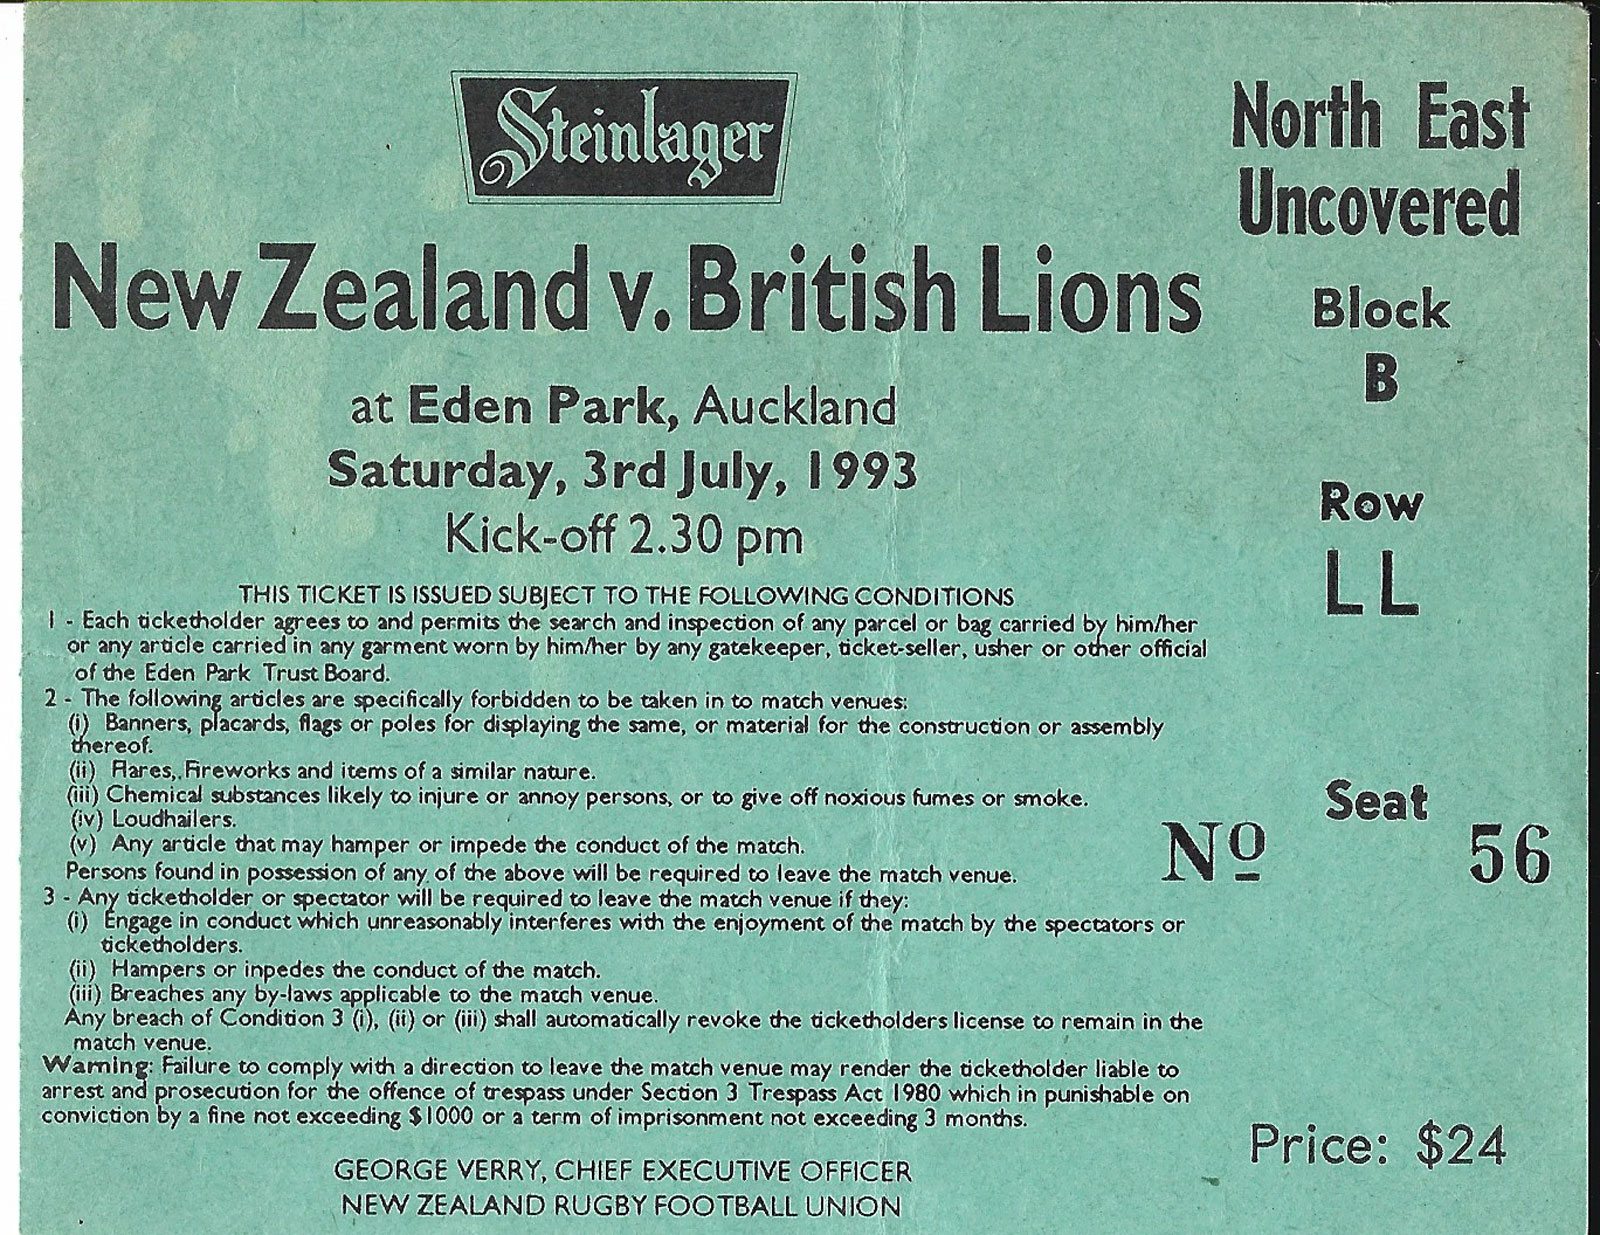 Steinlager
New Zealand v. British Lions
at Eden Park, Auckland
Saturday, 3rd July, 1993
Kick-off 2.30 pm
THIS TICKET IS ISSUED SUBJECT TO THE FOLLOWING CONDITIONS
1 - Each ticketholder agrees to and permits the search and inspection of any parcel or bag carried by him/her
or any article carried in any garment worn by him/her by any gatekeeper, ticket-seller, usher or other official
of the Eden Park Trust Board.
2 - The following articles are specifically forbidden to be taken in to match venues:
(i) Banners, placards, flags or poles for displaying the same, or material for the construction or assembly
thereof.
(ii) Flares,.Fireworks and items of a similar nature.
(iii) Chemical substances likely to injure or annoy persons, or to give off noxious fumes or smoke.
(iv) Loudhailers.
(v) Any article that may hamper or impede the conduct of the match.
Persons found in possession of any of the above will be required to leave the match venue.
3 - Any ticketholder or spectator will be required to leave the match venue if they:
(i) Engage in conduct which unreasonably interferes with the enjoyment of the match by the spectators or
ticketholders.
(ii) Hampers or inpedes the conduct of the match.
(iii) Breaches any by-laws applicable to the match venue.
Any breach of Condition 3 (i), (ii) or (iii) shall automatically revoke the ticketholders license to remain in the
match venue.
Warning: Failure to comply with a direction to leave the match venue may render the ticketholder liable to
arrest and prosecution for the offence of trespass under Section 3 Trespass Act 1980 which in punishable on
conviction by a fine not exceeding $1000 or a term of imprisonment not exceeding 3 months.
GEORGE VERRY, CHIEF EXECUTIVE OFFICER
NEW ZEALAND RUGBY FOOTBALL UNION
North East
Uncovered
Block
B
Row
LL
Seat
Nº 56
Price: $24